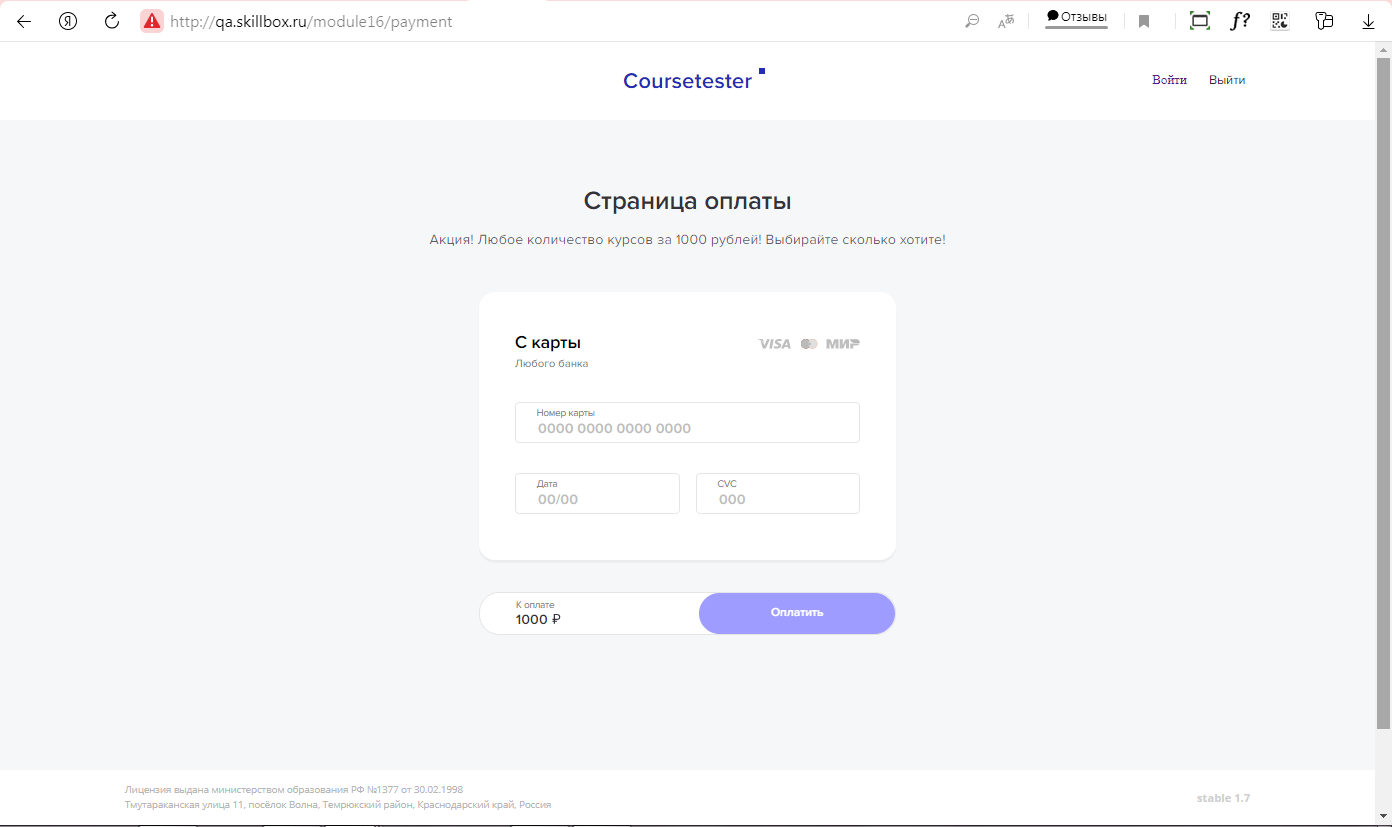 http://qa.skillbox.ru/module16/payment
Отзывы
Coursetester
Войти
Выйти
Страница оплаты
Акция! Любое количество курсов за 1000 рублей! Выбирайте сколько хотите!
С карты
VISA МИР
Любого банка
Номер карты
0000 0000 0000 0000
Дата
00/00
CVC
000
К оплате
1000 ₽
Оплатить
Лицензия выдана министерством образования РФ №1377 от 30.02.1998
Тмутараканская улица 11, посёлок Волна, Темрюкский район, Краснодарский край, Россия
stable 1.7